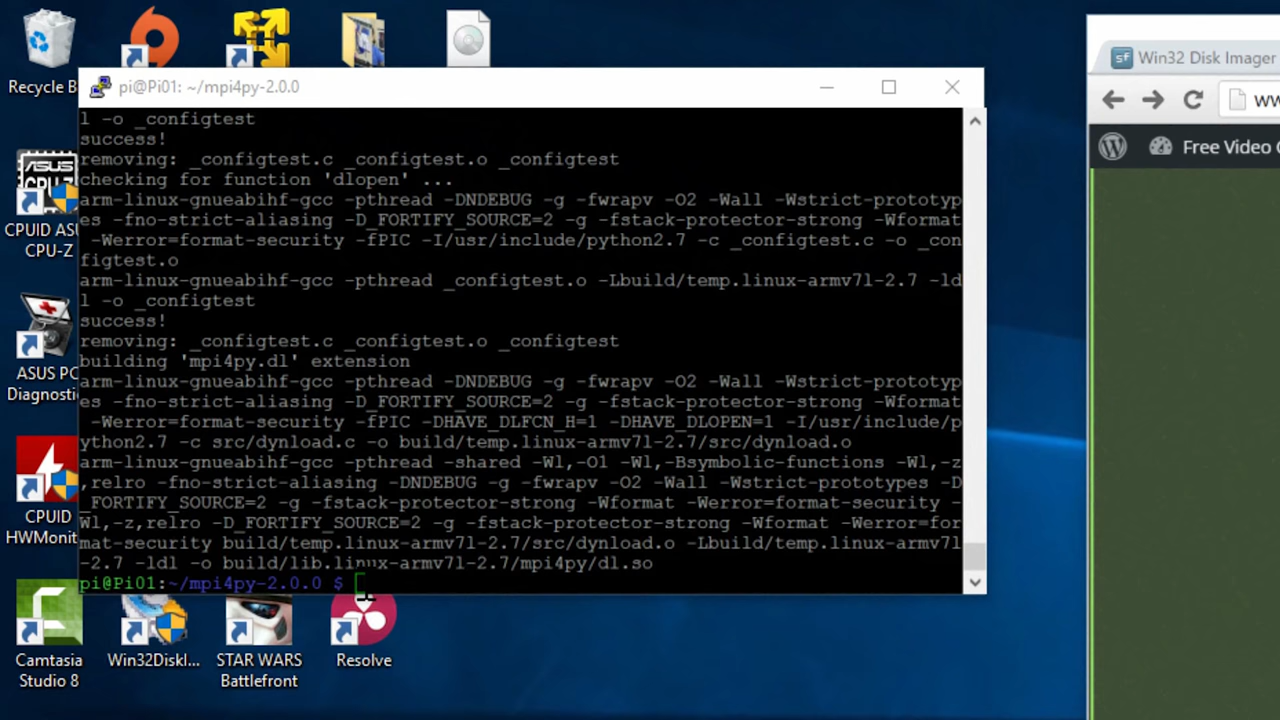 Recycle B
pi@Pi01: ~/mpi4py-2.0.0
l -o _configtest
success!
removing: _configtest.c _configtest.o _configtest
checking for function 'dlopen' ...
arm-linux-gnueabihf-gcc -pthread -DNDEBUG -g -fwrapv -O2 -Wall -Wstrict-prototyp
es -fno-strict-aliasing -D_FORTIFY_SOURCE=2 -g -fstack-protector-strong -Wformat
-Werror=format-security -fPIC -I/usr/include/python2.7 -c _configtest.c -o _con
figtest.o
arm-linux-gnueabihf-gcc -pthread _configtest.o -Lbuild/temp.linux-armv7l-2.7 -ld
l -o _configtest
success!
removing: _configtest.c _configtest.o _configtest
building 'mpi4py.dl' extension
arm-linux-gnueabihf-gcc -pthread -DNDEBUG -g -fwrapv -O2 -Wall -Wstrict-prototyp
es -fno-strict-aliasing -D_FORTIFY_SOURCE=2 -g -fstack-protector-strong -Wformat
-Werror=format-security -fPIC -DHAVE_DLFCN_H=1 -DHAVE_DLOPEN=1 -I/usr/include/p
ython2.7 -c src/dynload.c -o build/temp.linux-armv7l-2.7/src/dynload.o
arm-linux-gnueabihf-gcc -pthread -shared -Wl,-O1 -Wl,-Bsymbolic-functions -Wl,-z
,relro -fno-strict-aliasing -DNDEBUG -g -fwrapv -O2 -Wall -Wstrict-prototypes -D
_FORTIFY_SOURCE=2 -g -fstack-protector-strong -Wformat -Werror=format-security -
Wl,-z,relro -D_FORTIFY_SOURCE=2 -g -fstack-protector-strong -Wformat -Werror=for
mat-security build/temp.linux-armv7l-2.7/src/dynload.o -Lbuild/temp.linux-armv7l
-2.7 -ldl -o build/lib.linux-armv7l-2.7/mpi4py/dl.so
pi@Pi01:~/mpi4py-2.0.0 $
ASUS
CPU-Z
CPUID ASU
CPU-Z
ASUS PC
Diagnosti
CPUID
HWMonit
Camtasia
Studio 8
Win32DiskI...
STAR WARS
Battlefront
Resolve
sf
Win32 Disk Imager
ww
Free Video